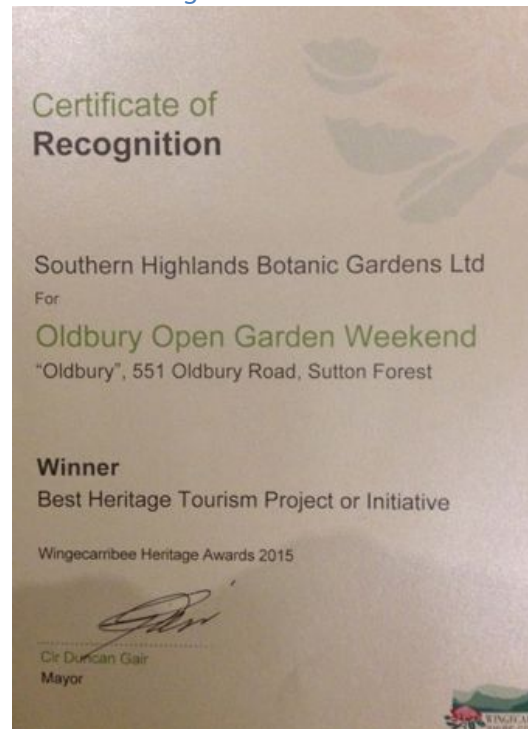 Certificate of
Recognition
Southern Highlands Botanic Gardens Ltd
For
Oldbury Open Garden Weekend
"Oldbury", 551 Oldbury Road, Sutton Forest
Winner
Best Heritage Tourism Project or Initiative
Wingecarribee Heritage Awards 2015
Clr Duncan Gair
Mayor